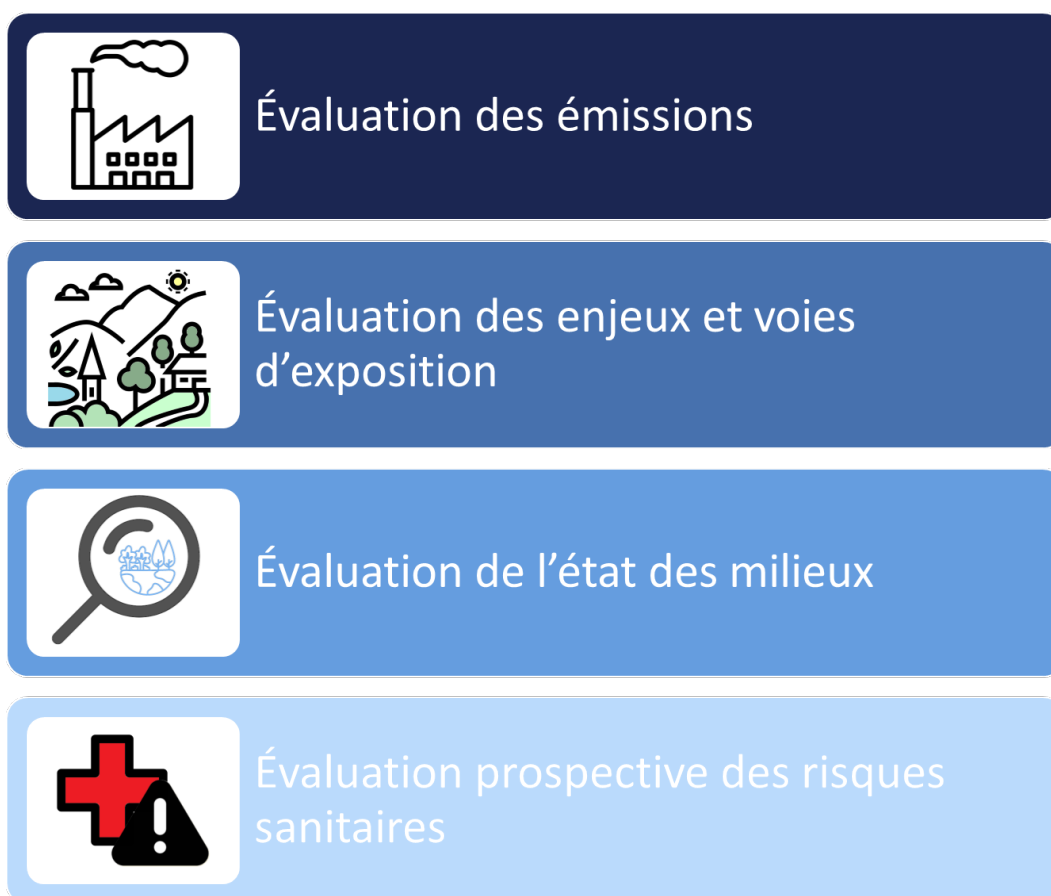 Évaluation des émissions
Évaluation des enjeux et voies
d’exposition
Évaluation de l’état des milieux
Évaluation prospective des risques
sanitaires